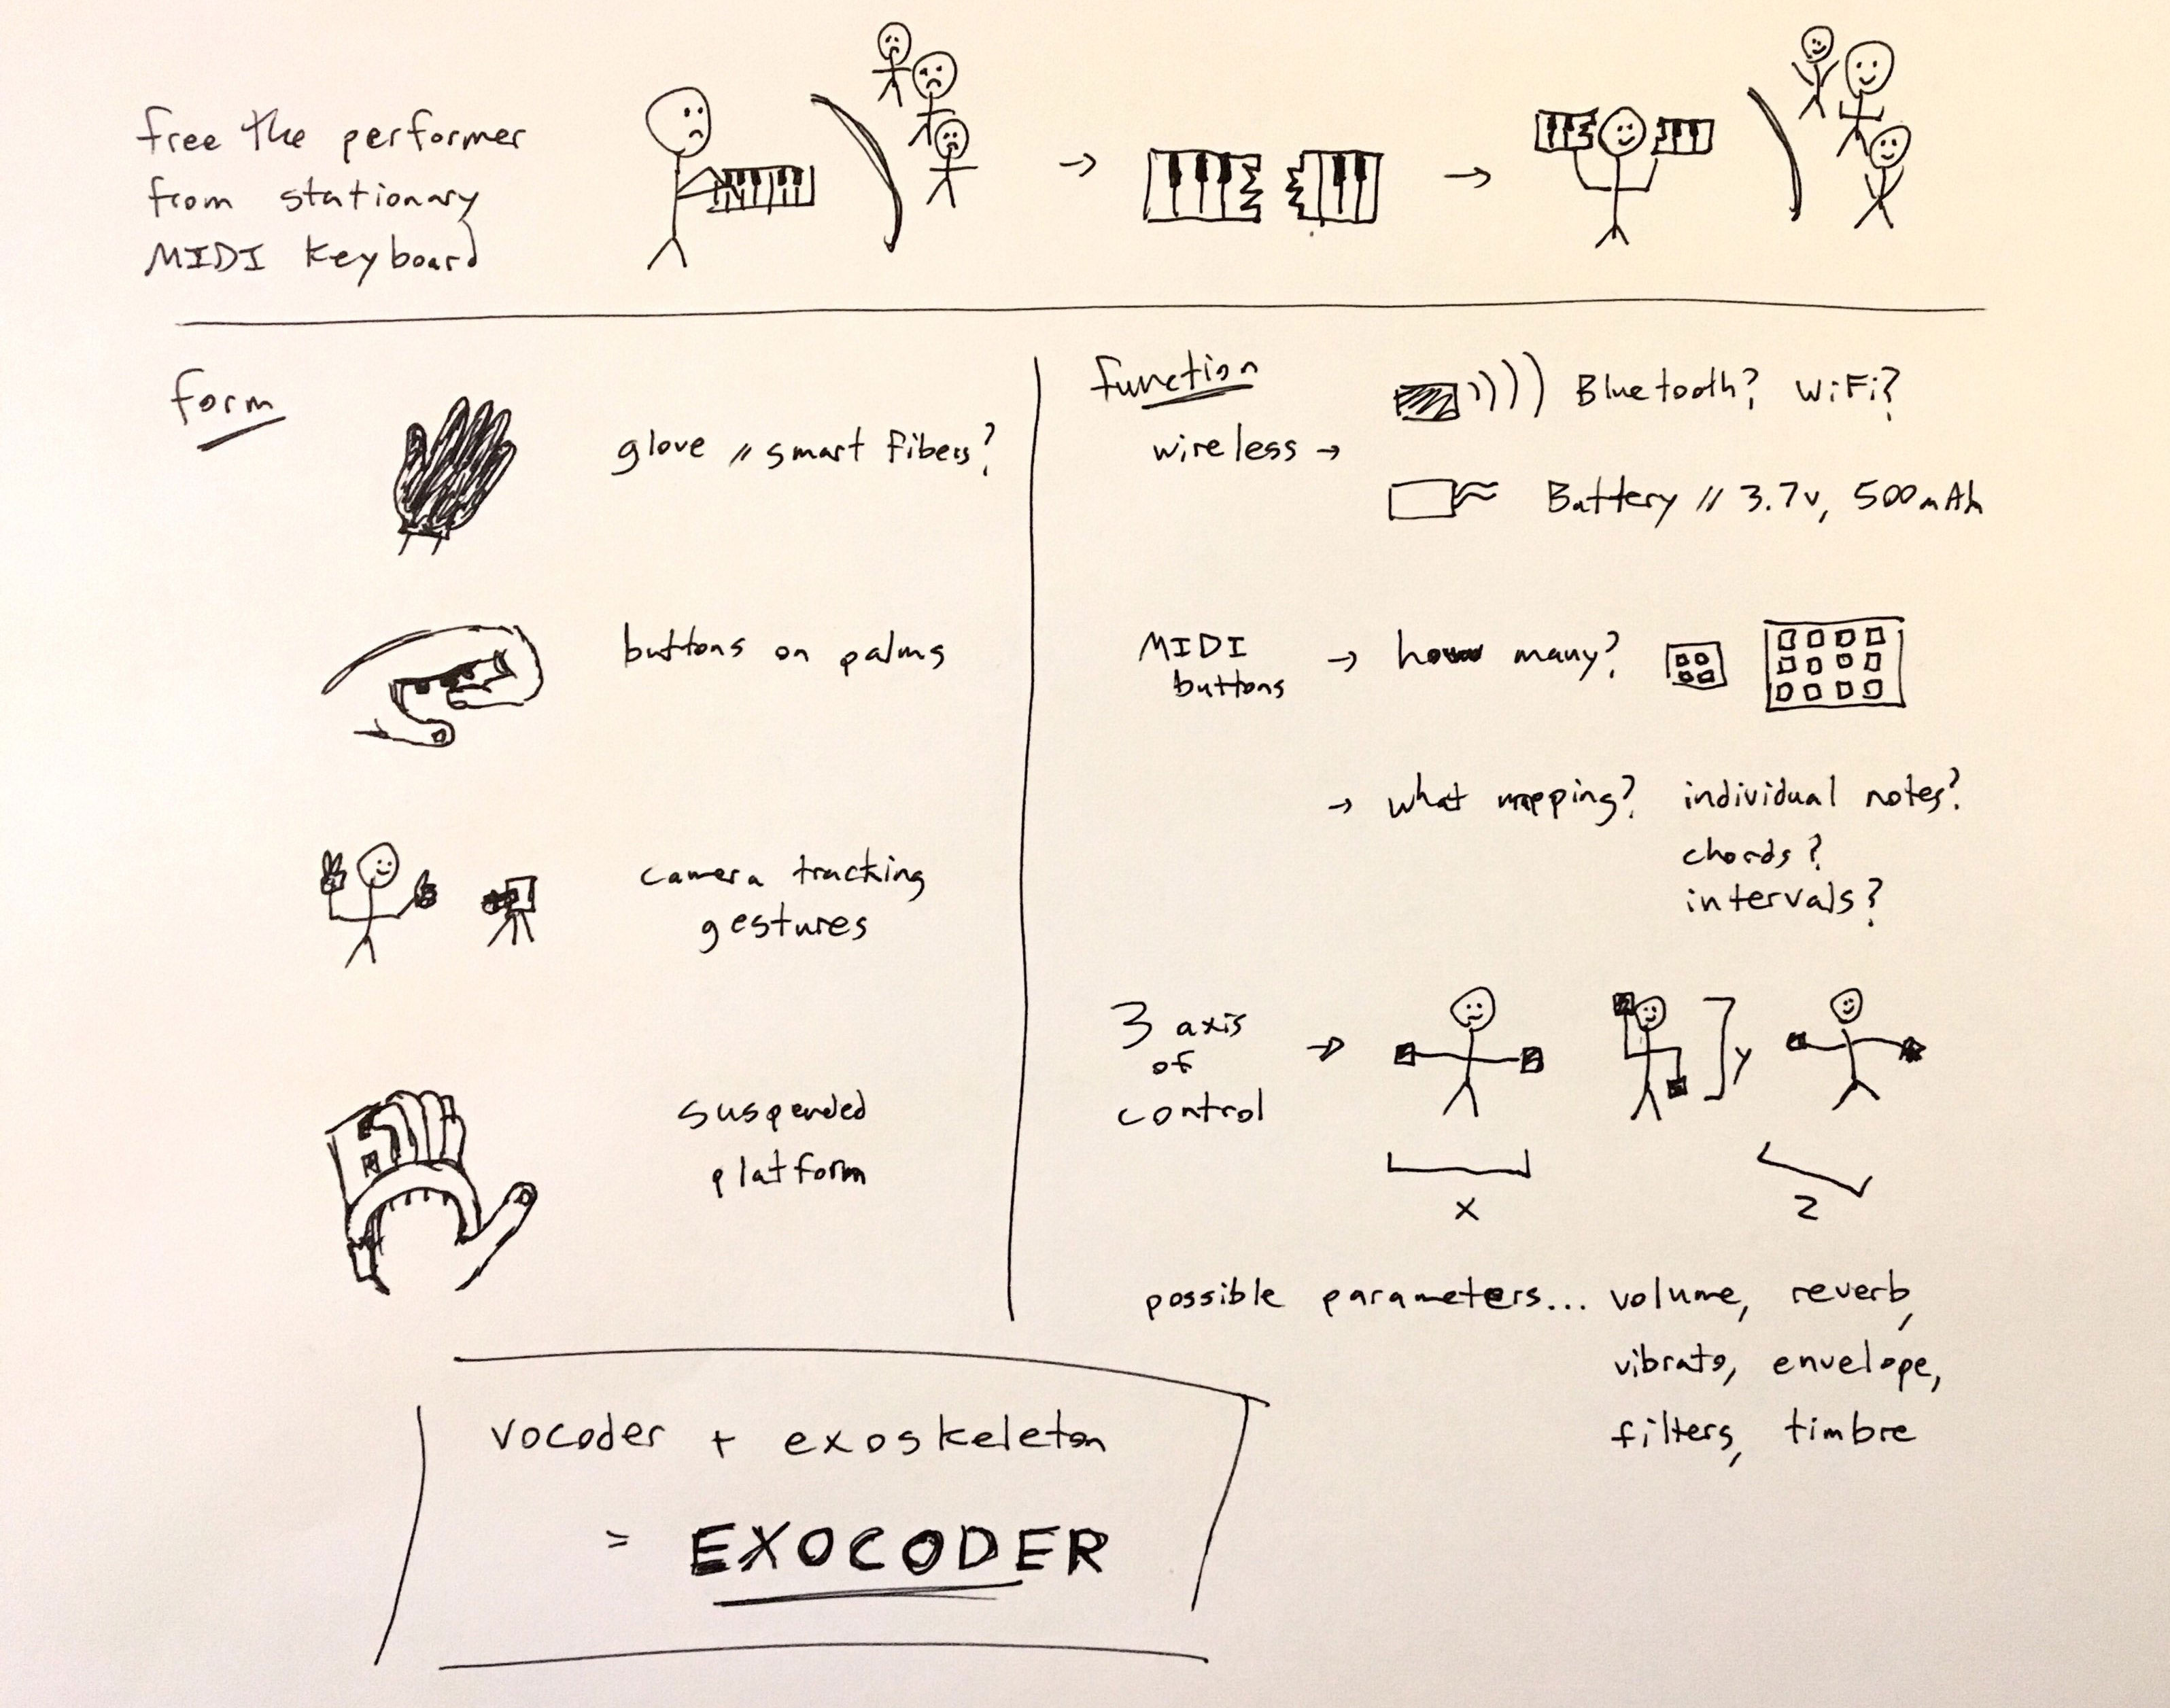 free the performer
from stationary
MIDI keyboard
form
glove // smart fibers?
buttons on palms
camera tracking
gestures
suspended
platform
function
wireless →
Bluetooth? WiFi?
Battery // 3.7v, 500mAh
MIDI
buttons
→ how many?
→ what mapping? individual notes?
chords?
intervals?
3 axis
of
control
→
x
y
z
possible parameters... volume, reverb,
vibrato, envelope,
filters, timbre
vocoder + exoskeleton
= EXOCODER